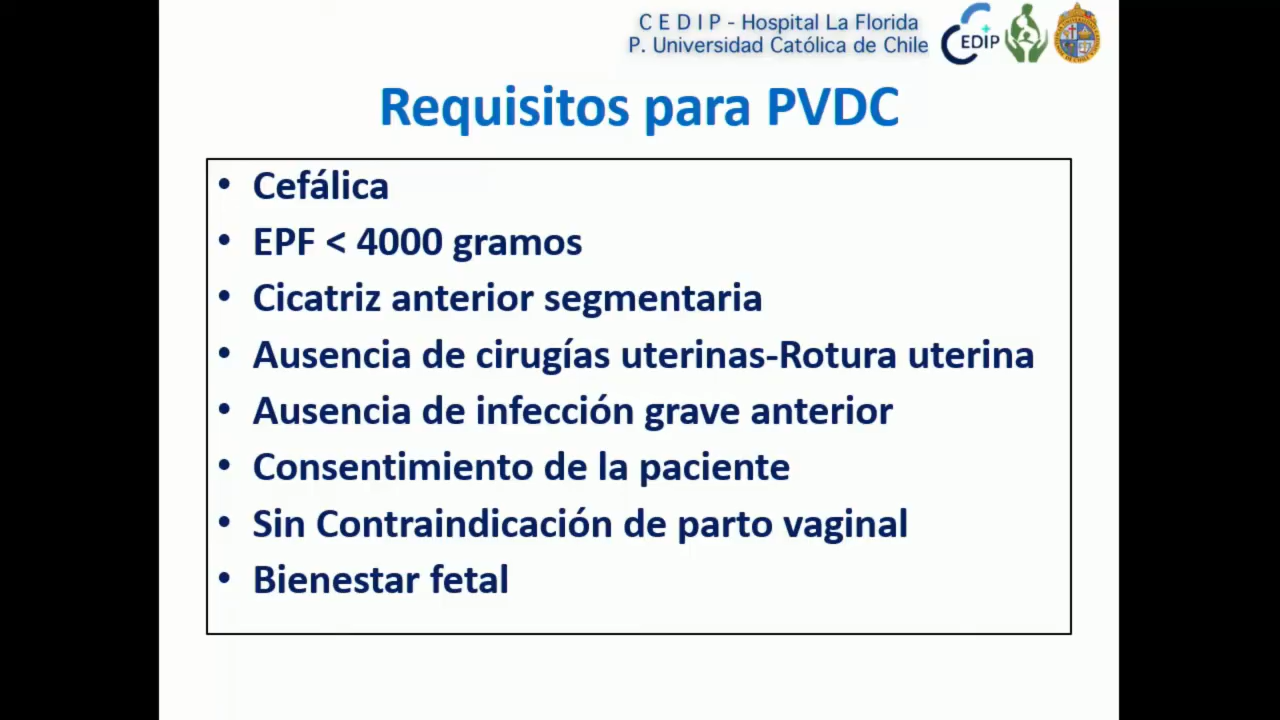 C E D I P - Hospital La Florida
P. Universidad Católica de Chile
CEDIP
Requisitos para PVDC
• Cefálica
• EPF < 4000 gramos
• Cicatriz anterior segmentaria
• Ausencia de cirugías uterinas-Rotura uterina
• Ausencia de infección grave anterior
• Consentimiento de la paciente
• Sin Contraindicación de parto vaginal
• Bienestar fetal